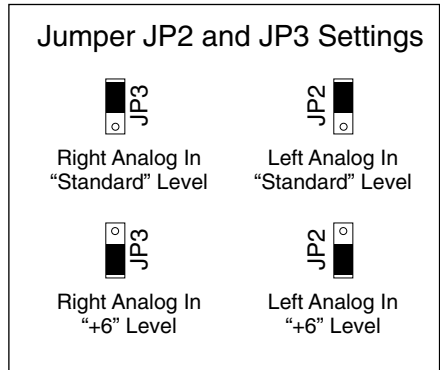 Jumper JP2 and JP3 Settings
JP3
JP2
Right Analog In
“Standard” Level
Left Analog In
“Standard” Level
JP3
JP2
Right Analog In
“+6” Level
Left Analog In
“+6” Level